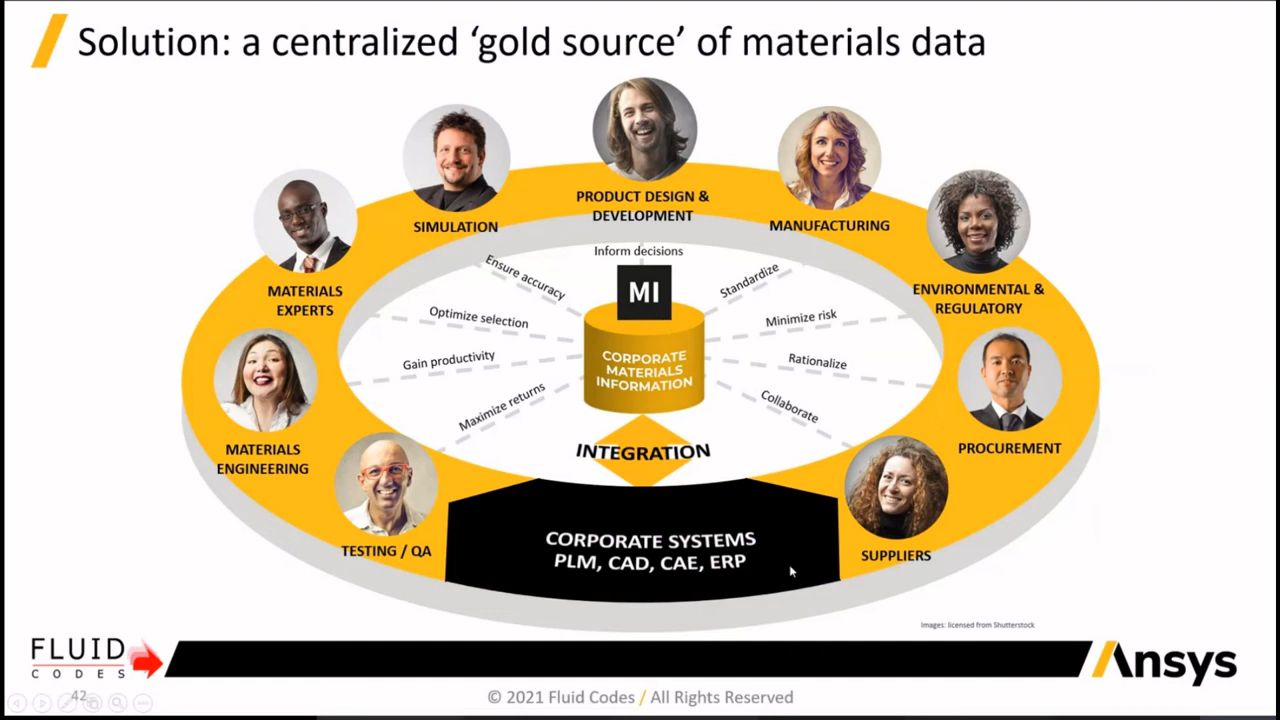 Solution: a centralized ‘gold source’ of materials data
PRODUCT DESIGN &
DEVELOPMENT
SIMULATION
MANUFACTURING
MATERIALS
EXPERTS
ENVIRONMENTAL &
REGULATORY
MATERIALS
ENGINEERING
PROCUREMENT
TESTING / QA
SUPPLIERS
Inform decisions
Ensure accuracy
Standardize
Optimize selection
Minimize risk
Gain productivity
Rationalize
Maximize returns
Collaborate
MI
CORPORATE
MATERIALS
INFORMATION
INTEGRATION
CORPORATE SYSTEMS
PLM, CAD, CAE, ERP
Images: licensed from Shutterstock
FLUID
CODES
Ansys
42
© 2021 Fluid Codes / All Rights Reserved